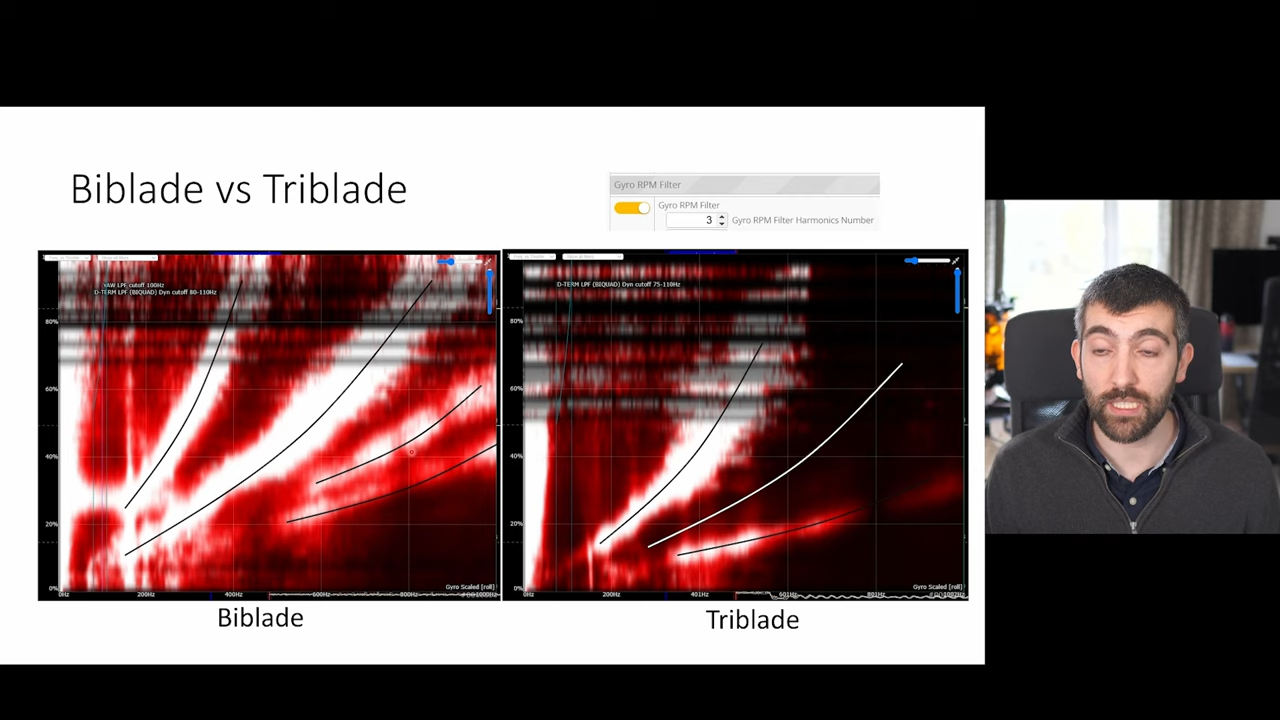 Biblade vs Triblade
Gyro RPM Filter
Gyro RPM Filter
3 Gyro RPM Filter Harmonics Number
YAW LPF cutoff 100Hz
D-TERM LPF (BIQUAD) Dyn cutoff 80-110Hz
80%
60%
40%
20%
0%
Gyro Scaled [roll]
0Hz 200Hz 400Hz 600Hz 800Hz
D-TERM LPF (BIQUAD) Dyn cutoff 75-110Hz
80%
60%
40%
20%
0%
Gyro Scaled [roll]
0Hz 200Hz 401Hz 601Hz 801Hz 1002Hz
Biblade
Triblade